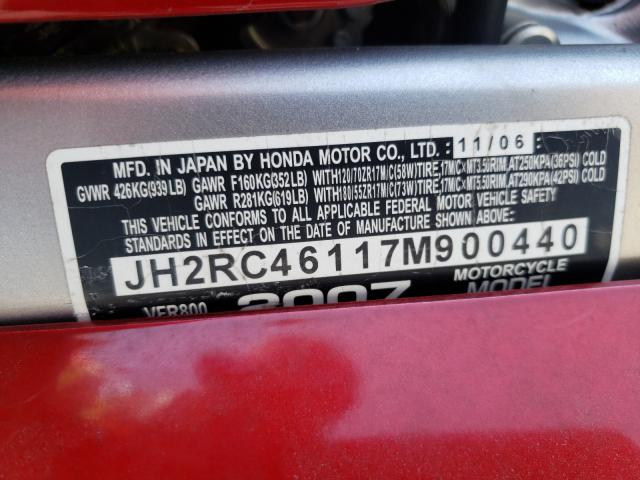 MFD. IN JAPAN BY HONDA MOTOR CO., LTD. 11/06
GVWR 426KG(939LB) GAWR F160KG(352LB) WITH120/70ZR17M/C(58W)TIRE,17MC×MT3.50RIM,AT250KPA(36PSI) COLD
GAWR R281KG(619LB) WITH180/55ZR17M/C(73W)TIRE,17MC×MT5.50RIM,AT290KPA(42PSI) COLD
THIS VEHICLE CONFORMS TO ALL APPLICABLE FEDERAL MOTOR VEHICLE SAFETY
STANDARDS IN EFFECT ON THE DATE OF MANUFACTURE SHOWN ABOVE.
JH2RC46117M900440
VFR800 2007 MOTORCYCLE
MODEL